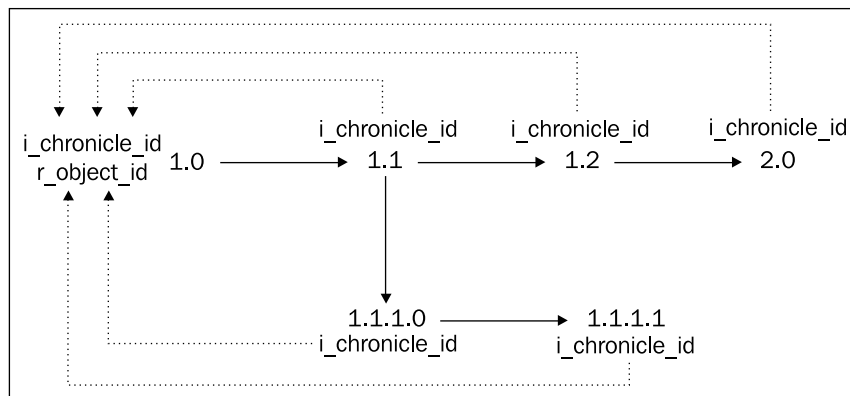 i_chronicle_id i_chronicle_id i_chronicle_id
i_chronicle_id
r_object_id 1.0 1.1 1.2 2.0
1.1.1.0 1.1.1.1
i_chronicle_id i_chronicle_id